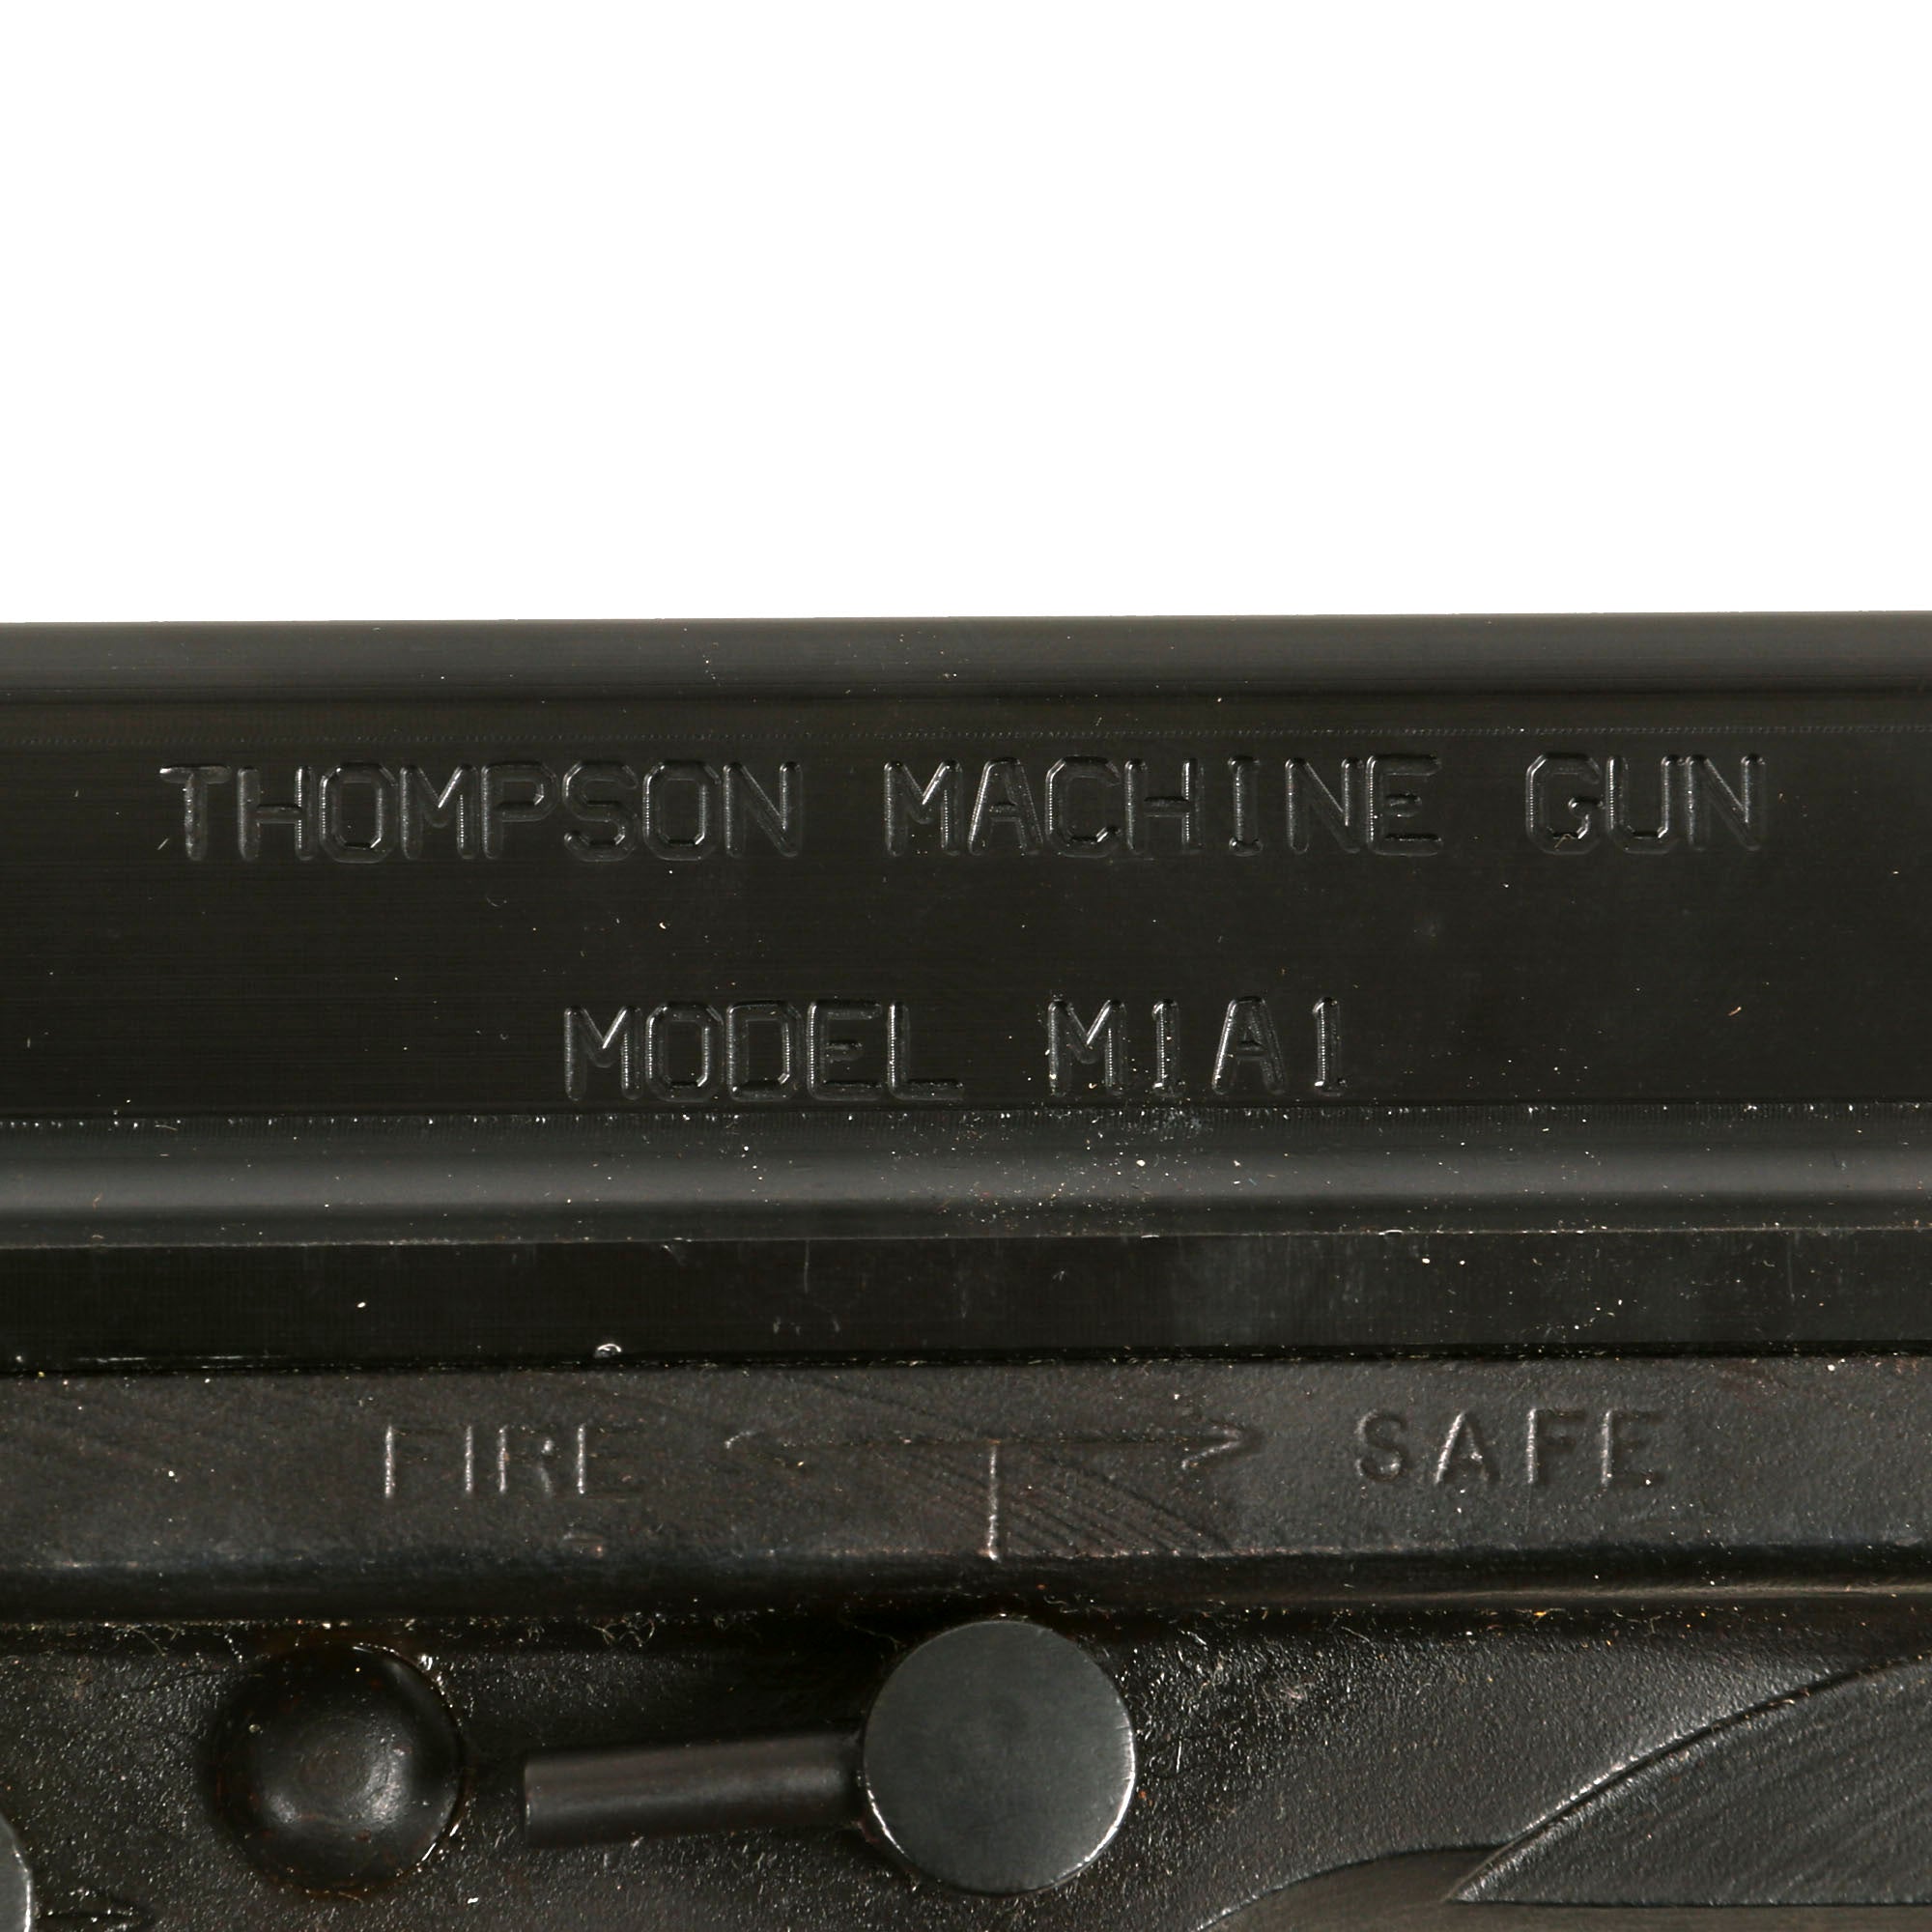 THOMPSON MACHINE GUN
MODEL M1A1
FIRE SAFE